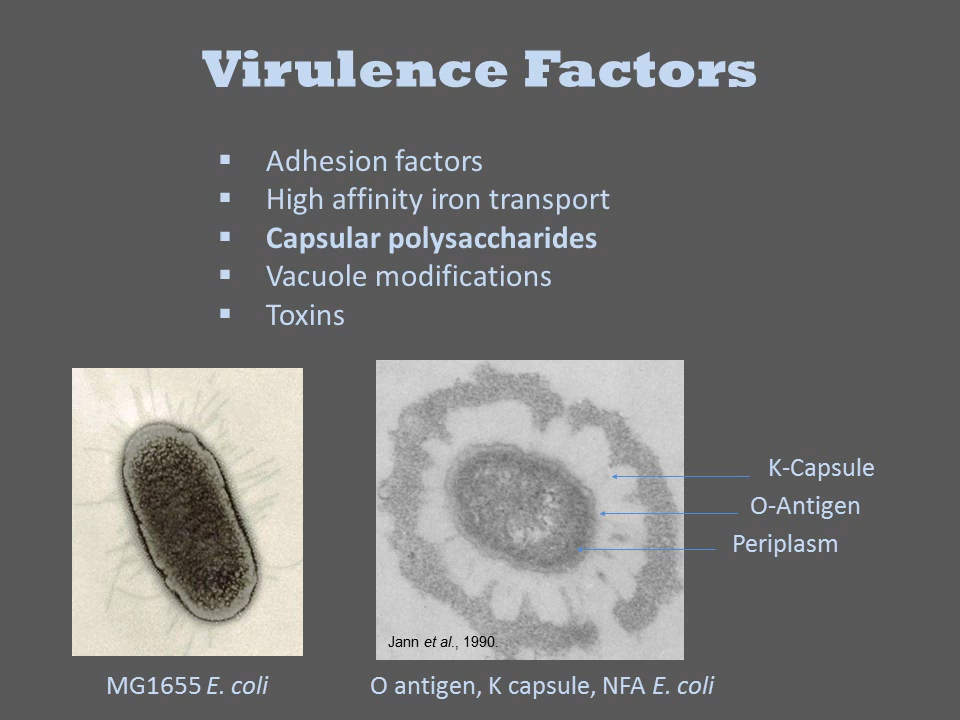 Virulence Factors
▪ Adhesion factors
▪ High affinity iron transport
▪ Capsular polysaccharides
▪ Vacuole modifications
▪ Toxins
K-Capsule
O-Antigen
Periplasm
Jann et al., 1990.
MG1655 E. coli
O antigen, K capsule, NFA E. coli